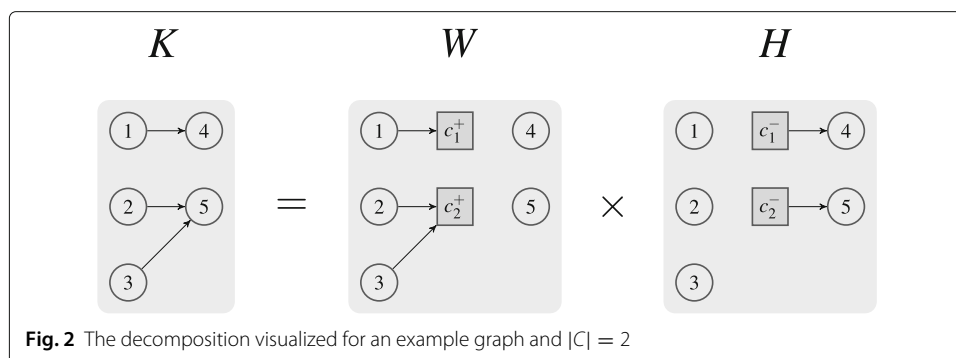 K W H
1 4 1 c₁⁺ 4 1 c₁⁻ 4
2 5 = 2 c₂⁺ 5 × 2 c₂⁻ 5
3 3 3
Fig. 2 The decomposition visualized for an example graph and |C| = 2